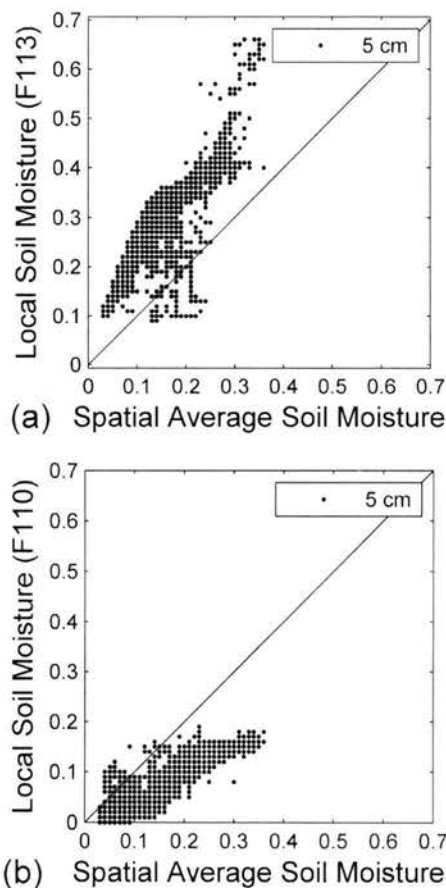 0.7
5 cm
0.6
0.5
0.4
0.3
0.2
0.1
0
Local Soil Moisture (F113)
0 0.1 0.2 0.3 0.4 0.5 0.6 0.7
(a) Spatial Average Soil Moisture
0.7
5 cm
0.6
0.5
0.4
0.3
0.2
0.1
0
Local Soil Moisture (F110)
0 0.1 0.2 0.3 0.4 0.5 0.6 0.7
(b) Spatial Average Soil Moisture